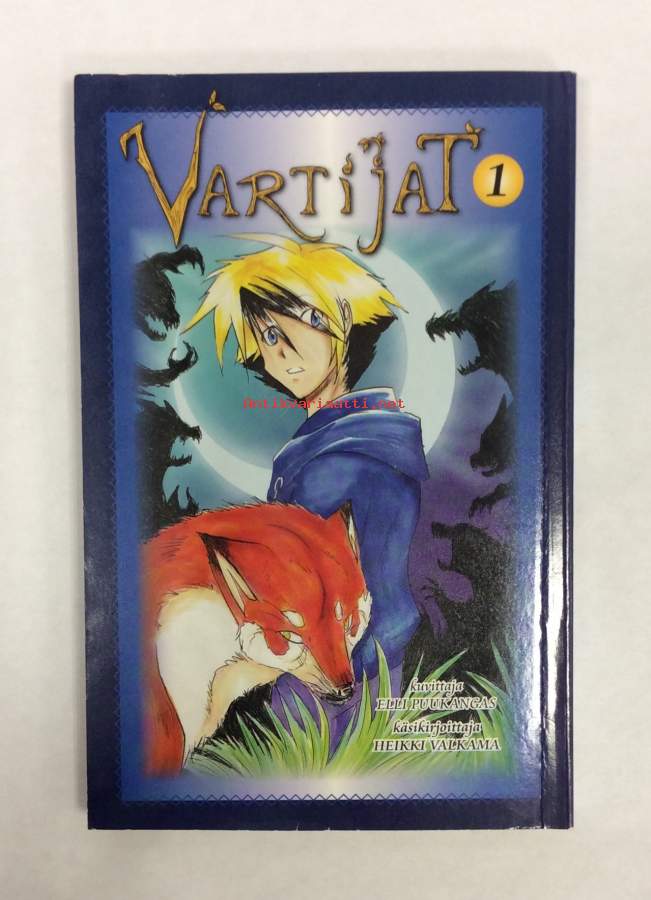 VARTIJAT
1
Antikvariaatti.net
kuvittaja
ELLI PUUKANGAS
käsikirjoittaja
HEIKKI VALKAMA